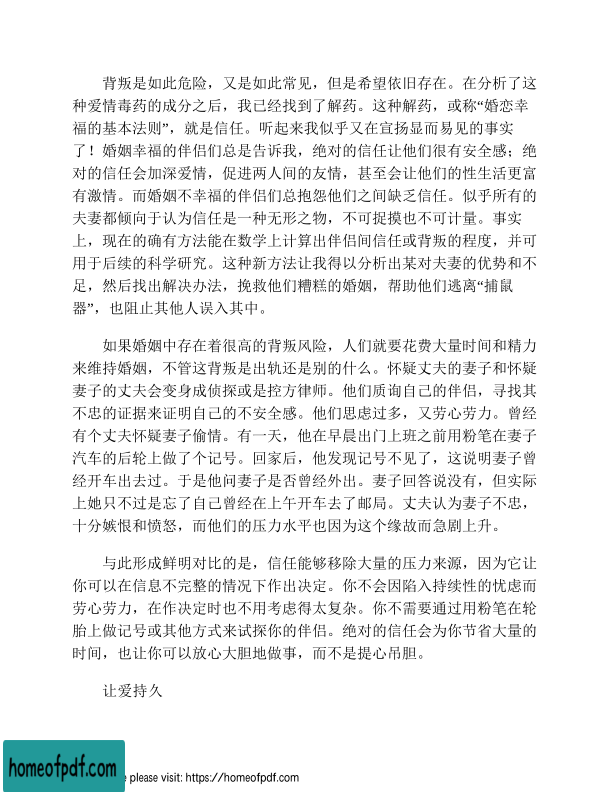 背叛是如此危险，又是如此常见，但是希望依旧存在。在分析了这
种爱情毒药的成分之后，我已经找到了解药。这种解药，或称“婚恋幸
福的基本法则”，就是信任。听起来我似乎又在宣扬显而易见的事实
了！婚姻幸福的伴侣们总是告诉我，绝对的信任让他们很有安全感；绝
对的信任会加深爱情，促进两人间的友情，甚至会让他们的性生活更富
有激情。而婚姻不幸福的伴侣们总抱怨他们之间缺乏信任。似乎所有的
夫妻都倾向于认为信任是一种无形之物，不可捉摸也不可计量。事实
上，现在的确有方法能在数学上计算出伴侣间信任或背叛的程度，并可
用于后续的科学研究。这种新方法让我得以分析出某对夫妻的优势和不
足，然后找出解决办法，挽救他们糟糕的婚姻，帮助他们逃离“捕鼠
器”，也阻止其他人误入其中。
如果婚姻中存在着很高的背叛风险，人们就要花费大量时间和精力
来维持婚姻，不管这背叛是出轨还是别的什么。怀疑丈夫的妻子和怀疑
妻子的丈夫会变身成侦探或是控方律师。他们质询自己的伴侣，寻找其
不忠的证据来证明自己的不安全感。他们思虑过多，又劳心劳力。曾经
有个丈夫怀疑妻子偷情。有一天，他在早晨出门上班之前用粉笔在妻子
汽车的后轮上做了个记号。回家后，他发现记号不见了，这说明妻子曾
经开车出去过。于是他问妻子是否曾经外出。妻子回答说没有，但实际
上她只不过是忘了自己曾经在上午开车去了邮局。丈夫认为妻子不忠，
十分嫉恨和愤怒，而他们的压力水平也因为这个缘故而急剧上升。
与此形成鲜明对比的是，信任能够移除大量的压力来源，因为它让
你可以在信息不完整的情况下作出决定。你不会因陷入持续性的忧虑而
劳心劳力，在作决定时也不用考虑得太复杂。你不需要通过用粉笔在轮
胎上做记号或其他方式来试探你的伴侣。绝对的信任会为你节省大量的
时间，也让你可以放心大胆地做事，而不是提心吊胆。
让爱持久
homeofpdf.com
e please visit: https://homeofpdf.com